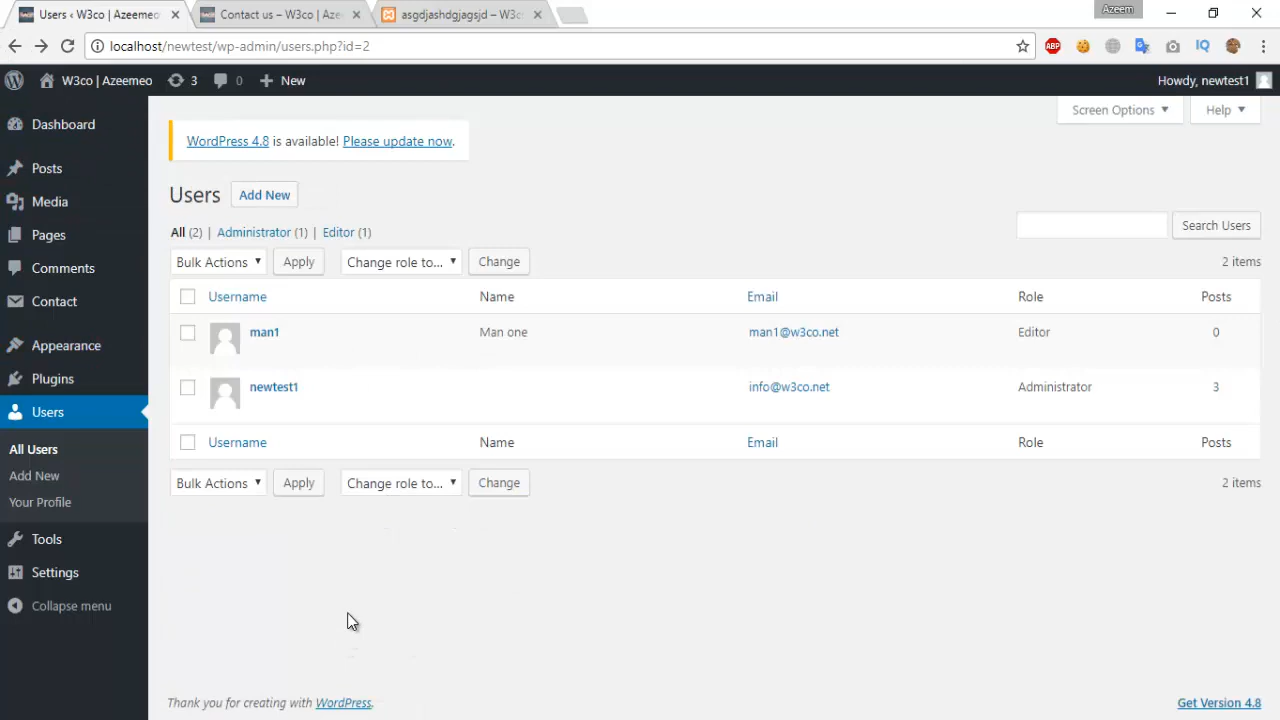 Users ‹ W3co | Azeemeo
Contact us – W3co | Aze
asgdjashdgjagsjd – W3c
Azeem
localhost/newtest/wp-admin/users.php?id=2
ABP
IQ
W3co | Azeemeo
3
0
New
Howdy, newtest1
Dashboard
Posts
Media
Pages
Comments
Contact
Appearance
Plugins
Users
All Users
Add New
Your Profile
Tools
Settings
Collapse menu
Screen Options
Help
WordPress 4.8 is available! Please update now.
Users Add New
All (2) | Administrator (1) | Editor (1)
Search Users
Bulk Actions Apply Change role to... Change 2 items
Username Name Email Role Posts
man1 Man one man1@w3co.net Editor 0
newtest1 info@w3co.net Administrator 3
Username Name Email Role Posts
Bulk Actions Apply Change role to... Change 2 items
Thank you for creating with WordPress. Get Version 4.8